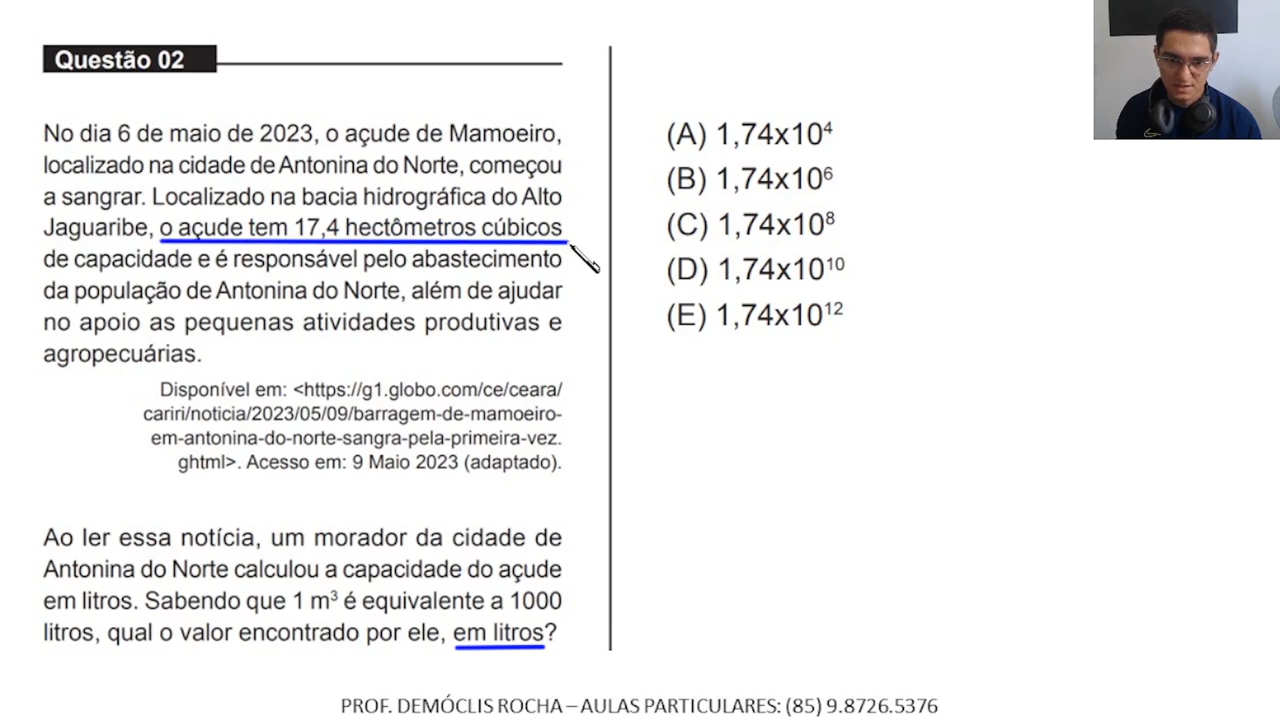 Questão 02
No dia 6 de maio de 2023, o açude de Mamoeiro,
localizado na cidade de Antonina do Norte, começou
a sangrar. Localizado na bacia hidrográfica do Alto
Jaguaribe, o açude tem 17,4 hectômetros cúbicos
de capacidade e é responsável pelo abastecimento
da população de Antonina do Norte, além de ajudar
no apoio as pequenas atividades produtivas e
agropecuárias.
Disponível em: <https://g1.globo.com/ce/ceara/
cariri/noticia/2023/05/09/barragem-de-mamoeiro-
em-antonina-do-norte-sangra-pela-primeira-vez.
ghtml>. Acesso em: 9 Maio 2023 (adaptado).
Ao ler essa notícia, um morador da cidade de
Antonina do Norte calculou a capacidade do açude
em litros. Sabendo que 1 m³ é equivalente a 1000
litros, qual o valor encontrado por ele, em litros?
(A) 1,74x10⁴
(B) 1,74x10⁶
(C) 1,74x10⁸
(D) 1,74x10¹⁰
(E) 1,74x10¹²
PROF. DEMÓCLIS ROCHA – AULAS PARTICULARES: (85) 9.8726.5376